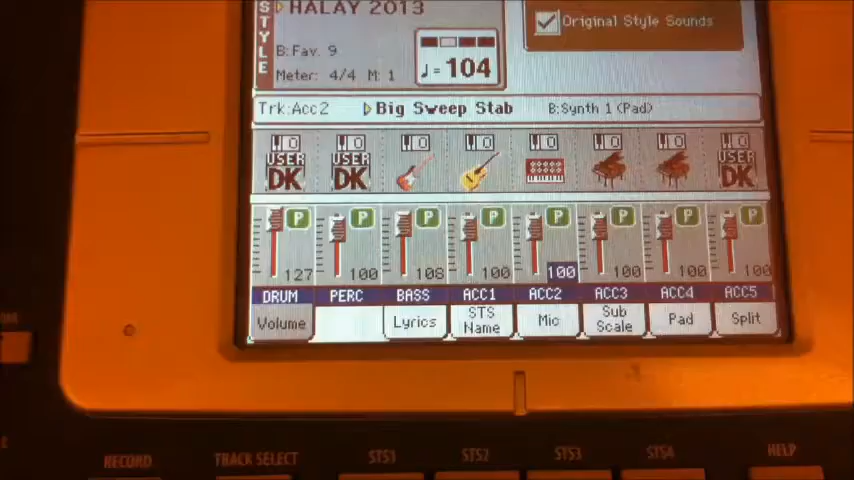 STYLE
HALAY 2013
Original Style Sounds
B:Fav. 9
Meter: 4/4 M: 1
♩= 104
Trk:Acc2 Big Sweep Stab B:Synth 1 (Pad)
USER DK USER DK USER DK
P P P P P P P P
127 100 108 100 100 100 100 100
DRUM PERC BASS ACC1 ACC2 ACC3 ACC4 ACC5
Volume Lyrics STS Name Mic Sub Scale Pad Split
RECORD TRACK SELECT STS1 STS2 STS3 STS4 HELP